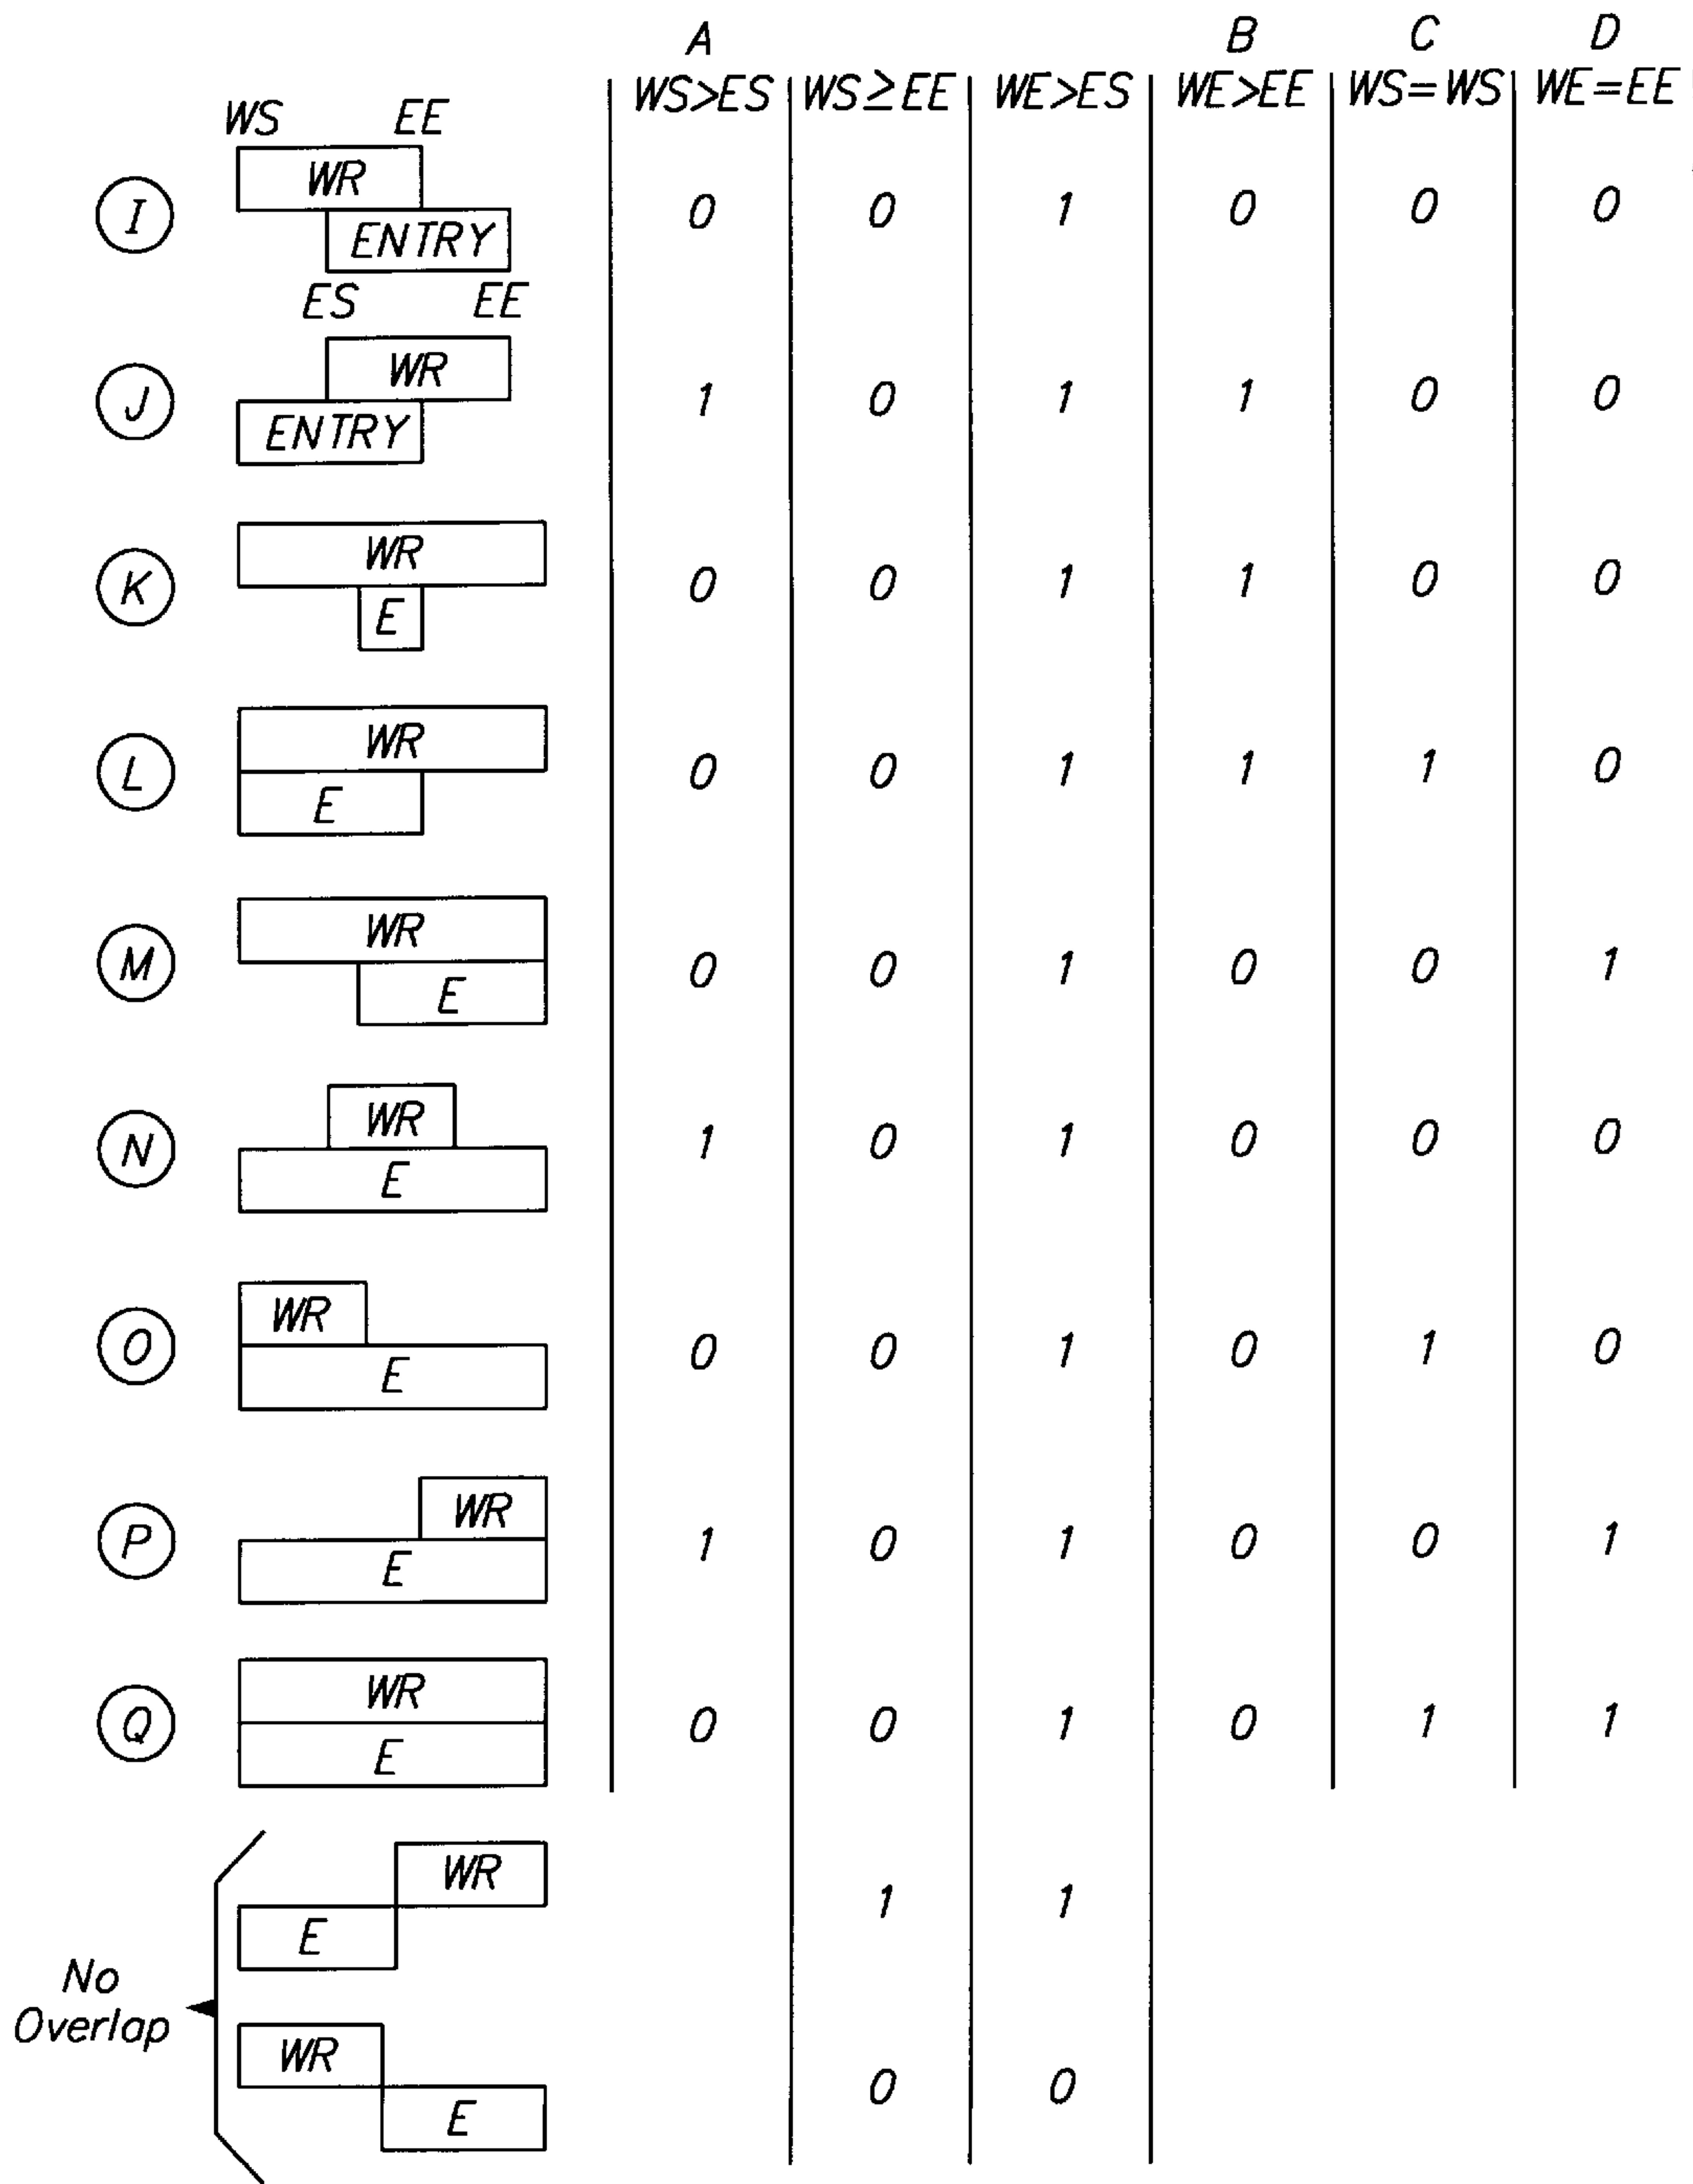 A B C D
WS>ES WS≥EE WE>ES WE>EE WS=WS WE=EE
WS EE
I WR 0 0 1 0 0 0
ENTRY
ES EE
J WR 1 0 1 1 0 0
ENTRY
K WR 0 0 1 1 0 0
E
L WR 0 0 1 1 1 0
E
M WR 0 0 1 0 0 1
E
N WR 1 0 1 0 0 0
E
O WR 0 0 1 0 1 0
E
P WR 1 0 1 0 0 1
E
Q WR 0 0 1 0 1 1
E
WR 1 1
E
No
Overlap
WR 0 0
E